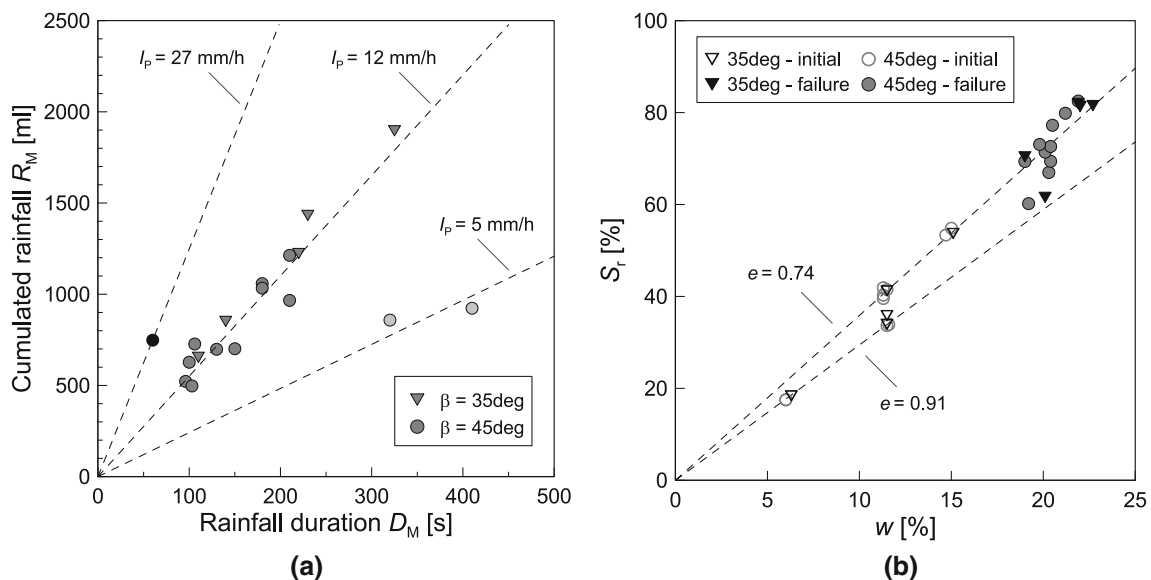 2500
2000
1500
1000
500
0
Cumulated rainfall R_M [ml]
I_P = 27 mm/h
I_P = 12 mm/h
I_P = 5 mm/h
β = 35deg
β = 45deg
0 100 200 300 400 500
Rainfall duration D_M [s]
(a)
100
80
60
40
20
0
S_r [%]
35deg - initial
45deg - initial
35deg - failure
45deg - failure
e = 0.74
e = 0.91
0 5 10 15 20 25
w [%]
(b)